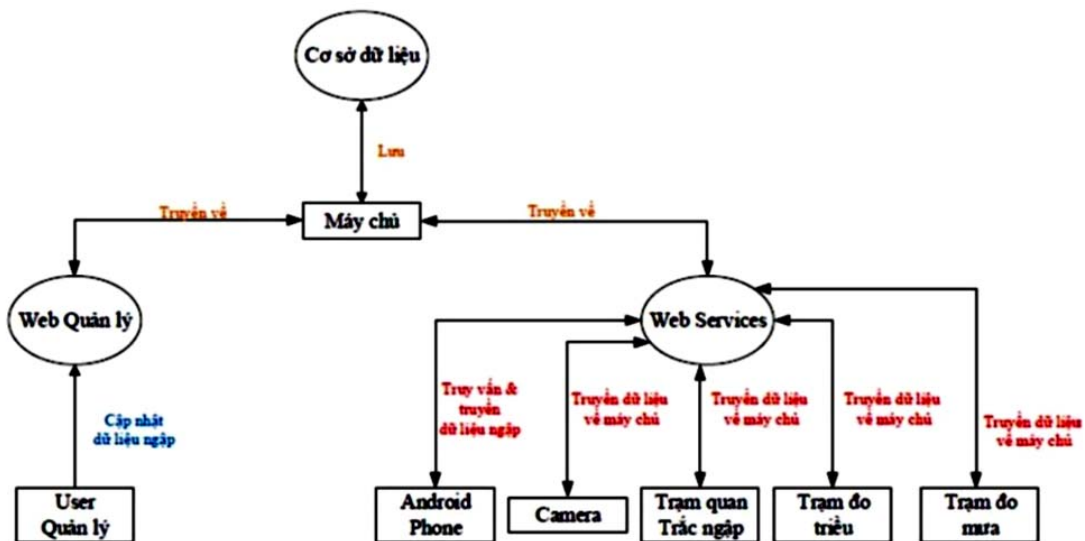 Cơ sở dữ liệu
Lưu
Truyền về
Truyền về
Máy chủ
Web Quản lý
Web Services
Truy vấn &
truyền
dữ liệu ngập
Truyền dữ liệu
về máy chủ
Truyền dữ liệu
về máy chủ
Truyền dữ liệu
về máy chủ
Truyền dữ liệu
về máy chủ
Cập nhật
dữ liệu ngập
User
Quản lý
Android
Phone
Camera
Trạm quan
Trắc ngập
Trạm đo
triều
Trạm đo
mưa